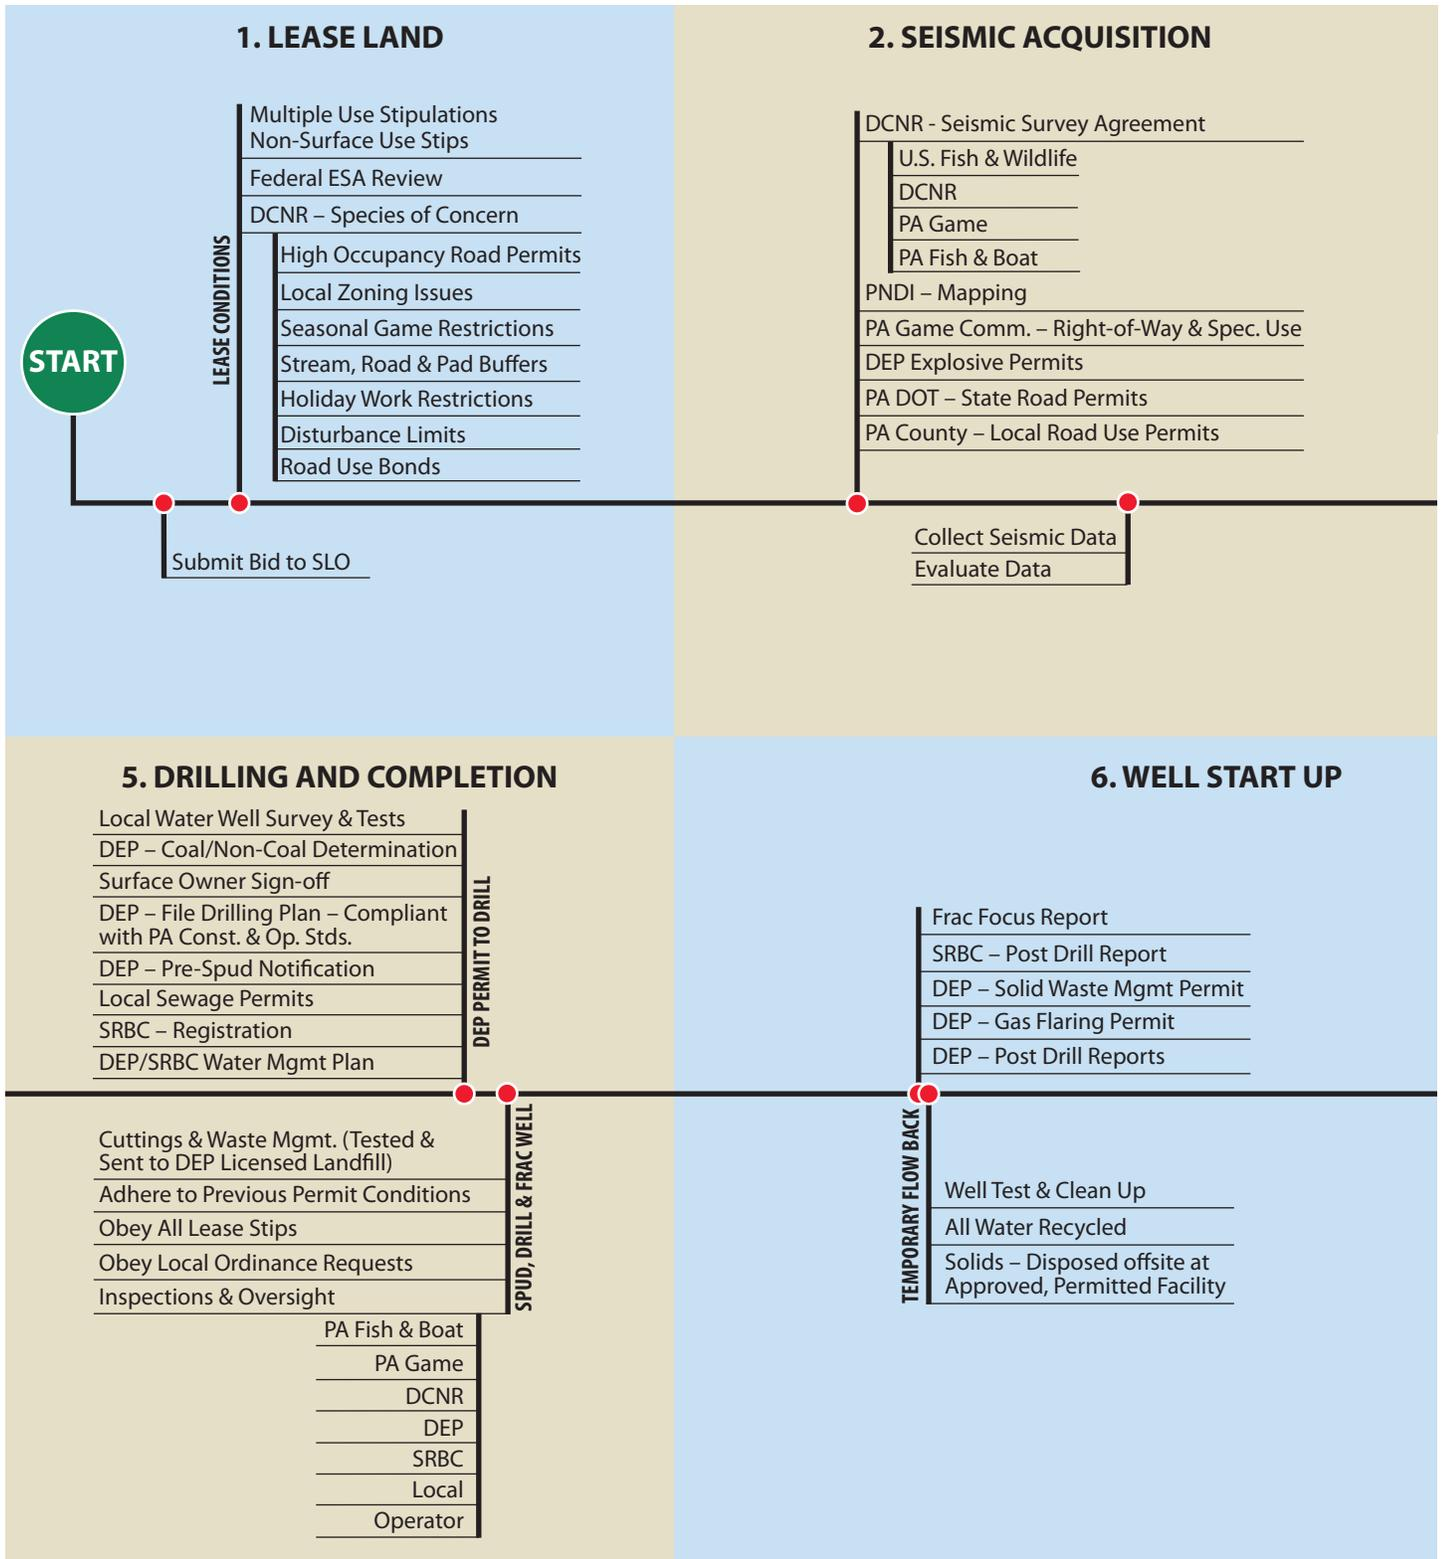 1. LEASE LAND
Multiple Use Stipulations
Non-Surface Use Stips
Federal ESA Review
DCNR – Species of Concern
High Occupancy Road Permits
Local Zoning Issues
Seasonal Game Restrictions
Stream, Road & Pad Buffers
Holiday Work Restrictions
Disturbance Limits
Road Use Bonds
LEASE CONDITIONS
START
Submit Bid to SLO
2. SEISMIC ACQUISITION
DCNR - Seismic Survey Agreement
U.S. Fish & Wildlife
DCNR
PA Game
PA Fish & Boat
PNDI – Mapping
PA Game Comm. – Right-of-Way & Spec. Use
DEP Explosive Permits
PA DOT – State Road Permits
PA County – Local Road Use Permits
Collect Seismic Data
Evaluate Data
5. DRILLING AND COMPLETION
Local Water Well Survey & Tests
DEP – Coal/Non-Coal Determination
Surface Owner Sign-off
DEP – File Drilling Plan – Compliant
with PA Const. & Op. Stds.
DEP – Pre-Spud Notification
Local Sewage Permits
SRBC – Registration
DEP/SRBC Water Mgmt Plan
DEP PERMIT TO DRILL
Cuttings & Waste Mgmt. (Tested &
Sent to DEP Licensed Landfill)
Adhere to Previous Permit Conditions
Obey All Lease Stips
Obey Local Ordinance Requests
Inspections & Oversight
SPUD, DRILL & FRAC WELL
PA Fish & Boat
PA Game
DCNR
DEP
SRBC
Local
Operator
6. WELL START UP
Frac Focus Report
SRBC – Post Drill Report
DEP – Solid Waste Mgmt Permit
DEP – Gas Flaring Permit
DEP – Post Drill Reports
TEMPORARY FLOW BACK
Well Test & Clean Up
All Water Recycled
Solids – Disposed offsite at
Approved, Permitted Facility